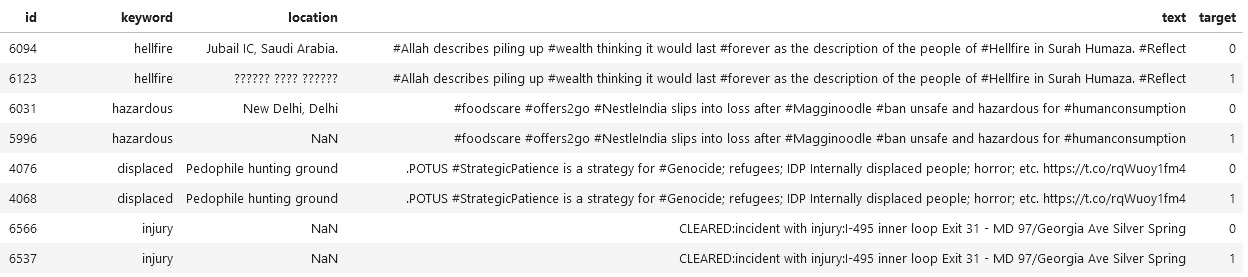 id keyword location text target
6094 hellfire Jubail IC, Saudi Arabia. #Allah describes piling up #wealth thinking it would last #forever as the description of the people of #Hellfire in Surah Humaza. #Reflect 0
6123 hellfire ?????? ???? ?????? #Allah describes piling up #wealth thinking it would last #forever as the description of the people of #Hellfire in Surah Humaza. #Reflect 1
6031 hazardous New Delhi, Delhi #foodscare #offers2go #NestleIndia slips into loss after #Magginoodle #ban unsafe and hazardous for #humanconsumption 0
5996 hazardous NaN #foodscare #offers2go #NestleIndia slips into loss after #Magginoodle #ban unsafe and hazardous for #humanconsumption 1
4076 displaced Pedophile hunting ground .POTUS #StrategicPatience is a strategy for #Genocide; refugees; IDP Internally displaced people; horror; etc. https://t.co/rqWuoy1fm4 0
4068 displaced Pedophile hunting ground .POTUS #StrategicPatience is a strategy for #Genocide; refugees; IDP Internally displaced people; horror; etc. https://t.co/rqWuoy1fm4 1
6566 injury NaN CLEARED:incident with injury:I-495 inner loop Exit 31 - MD 97/Georgia Ave Silver Spring 0
6537 injury NaN CLEARED:incident with injury:I-495 inner loop Exit 31 - MD 97/Georgia Ave Silver Spring 1